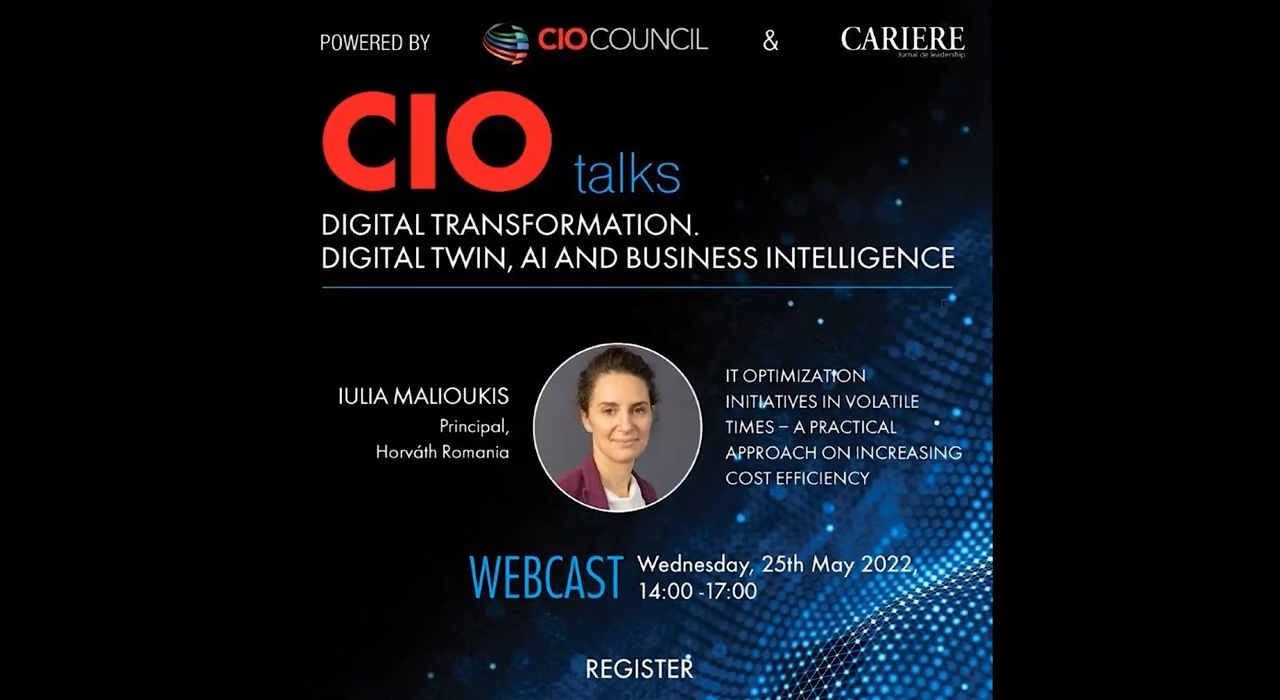 POWERED BY CIO COUNCIL & CARIERE
Jurnal de leadership
CIO talks
DIGITAL TRANSFORMATION.
DIGITAL TWIN, AI AND BUSINESS INTELLIGENCE
IULIA MALIOUKIS
Principal,
Horváth Romania
IT OPTIMIZATION
INITIATIVES IN VOLATILE
TIMES – A PRACTICAL
APPROACH ON INCREASING
COST EFFICIENCY
WEBCAST
Wednesday, 25th May 2022,
14:00 -17:00
REGISTER